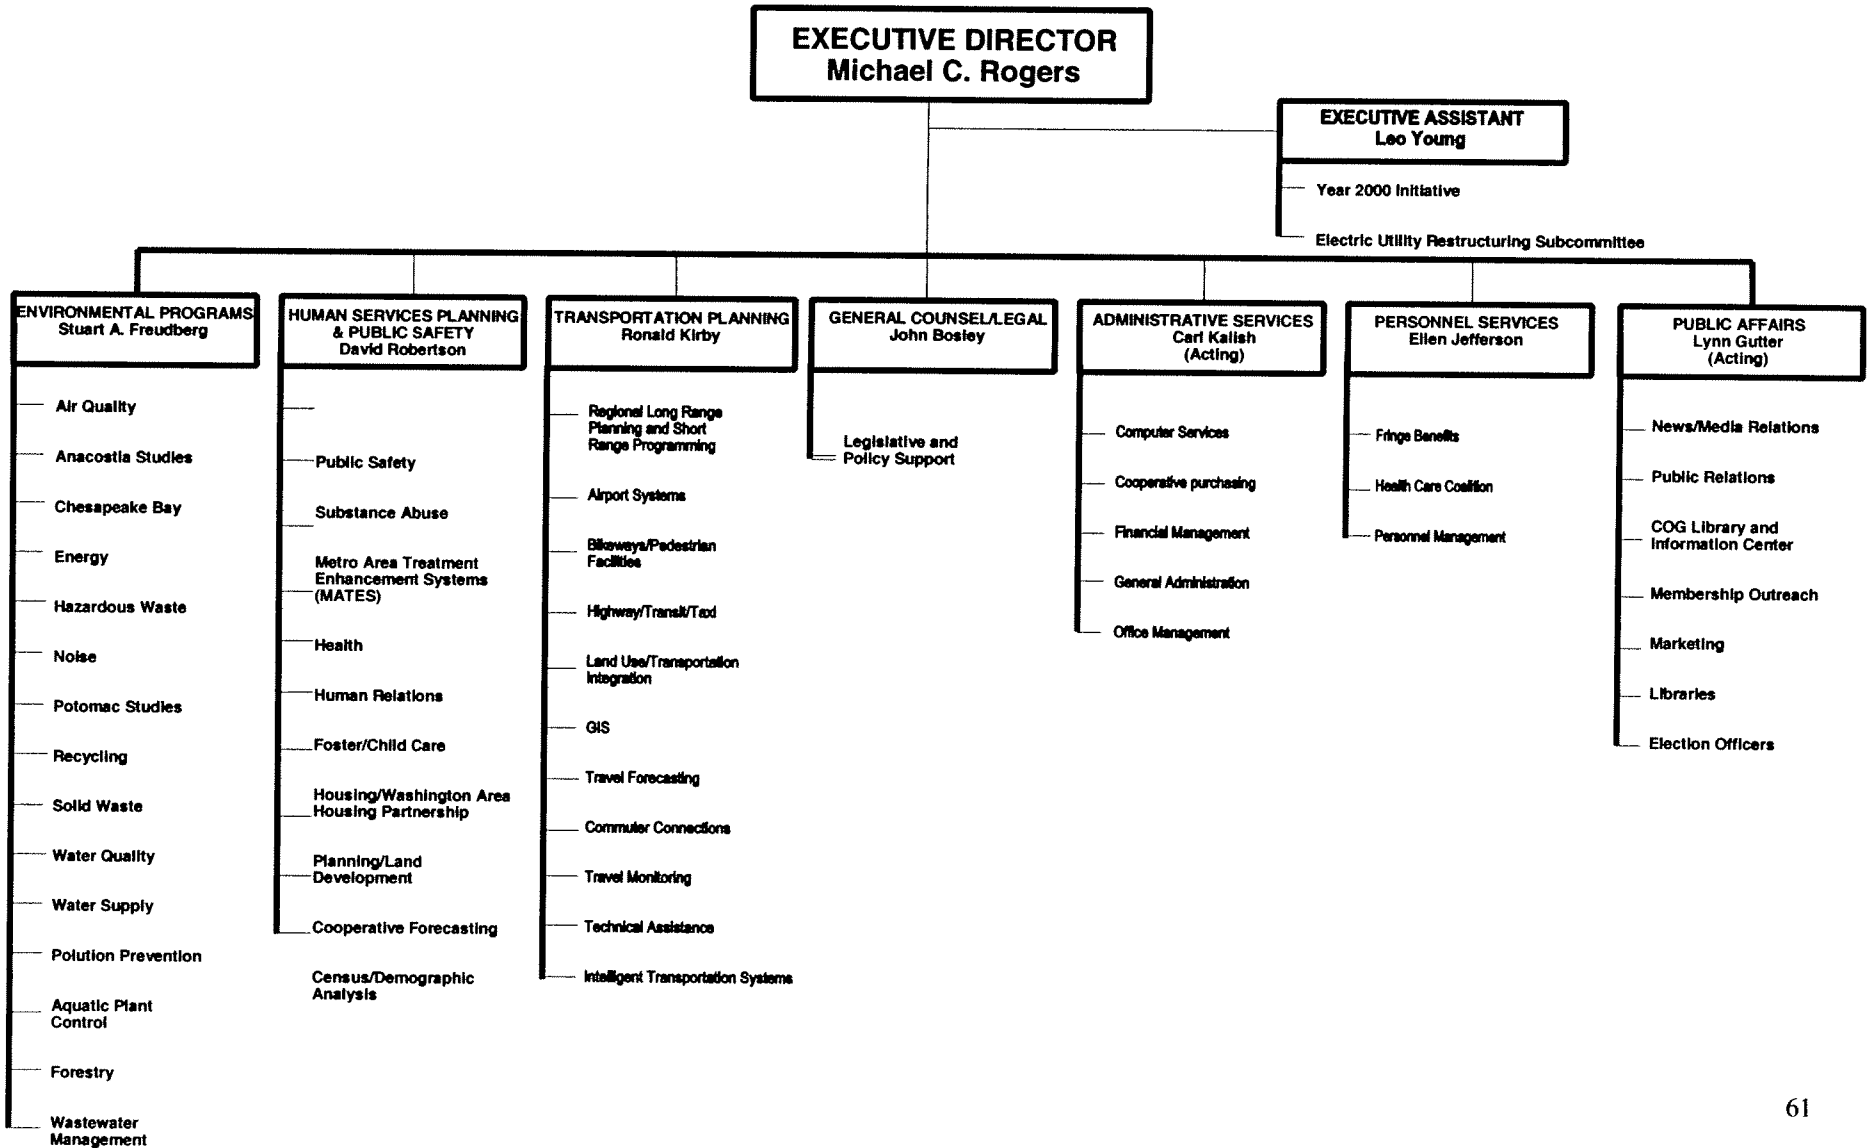 EXECUTIVE DIRECTOR
Michael C. Rogers
EXECUTIVE ASSISTANT
Leo Young
Year 2000 Initiative
Electric Utility Restructuring Subcommittee
ENVIRONMENTAL PROGRAMS
Stuart A. Freudberg
Air Quality
Anacostia Studies
Chesapeake Bay
Energy
Hazardous Waste
Noise
Potomac Studies
Recycling
Solid Waste
Water Quality
Water Supply
Polution Prevention
Aquatic Plant
Control
Forestry
Wastewater
Management
HUMAN SERVICES PLANNING
& PUBLIC SAFETY
David Robertson
Public Safety
Substance Abuse
Metro Area Treatment
Enhancement Systems
(MATES)
Health
Human Relations
Foster/Child Care
Housing/Washington Area
Housing Partnership
Planning/Land
Development
Cooperative Forecasting
Census/Demographic
Analysis
TRANSPORTATION PLANNING
Ronald Kirby
Regional Long Range
Planning and Short
Range Programming
Airport Systems
Bikeways/Pedestrian
Facilities
Highway/Transit/Taxi
Land Use/Transportation
Integration
GIS
Travel Forecasting
Commuter Connections
Travel Monitoring
Technical Assistance
Intelligent Transportation Systems
GENERAL COUNSEL/LEGAL
John Bosley
Legislative and
Policy Support
ADMINISTRATIVE SERVICES
Carl Kalish
(Acting)
Computer Services
Cooperative purchasing
Financial Management
General Administration
Office Management
PERSONNEL SERVICES
Ellen Jefferson
Fringe Benefits
Health Care Coalition
Personnel Management
PUBLIC AFFAIRS
Lynn Gutter
(Acting)
News/Media Relations
Public Relations
COG Library and
Information Center
Membership Outreach
Marketing
Libraries
Election Officers
61